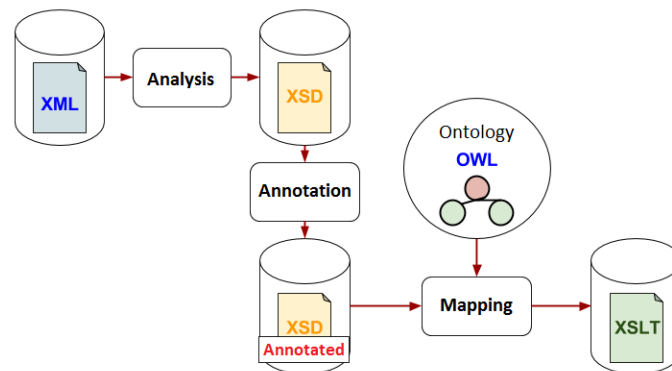 XML
Analysis
XSD
Annotation
Ontology
OWL
XSD
Annotated
Mapping
XSLT